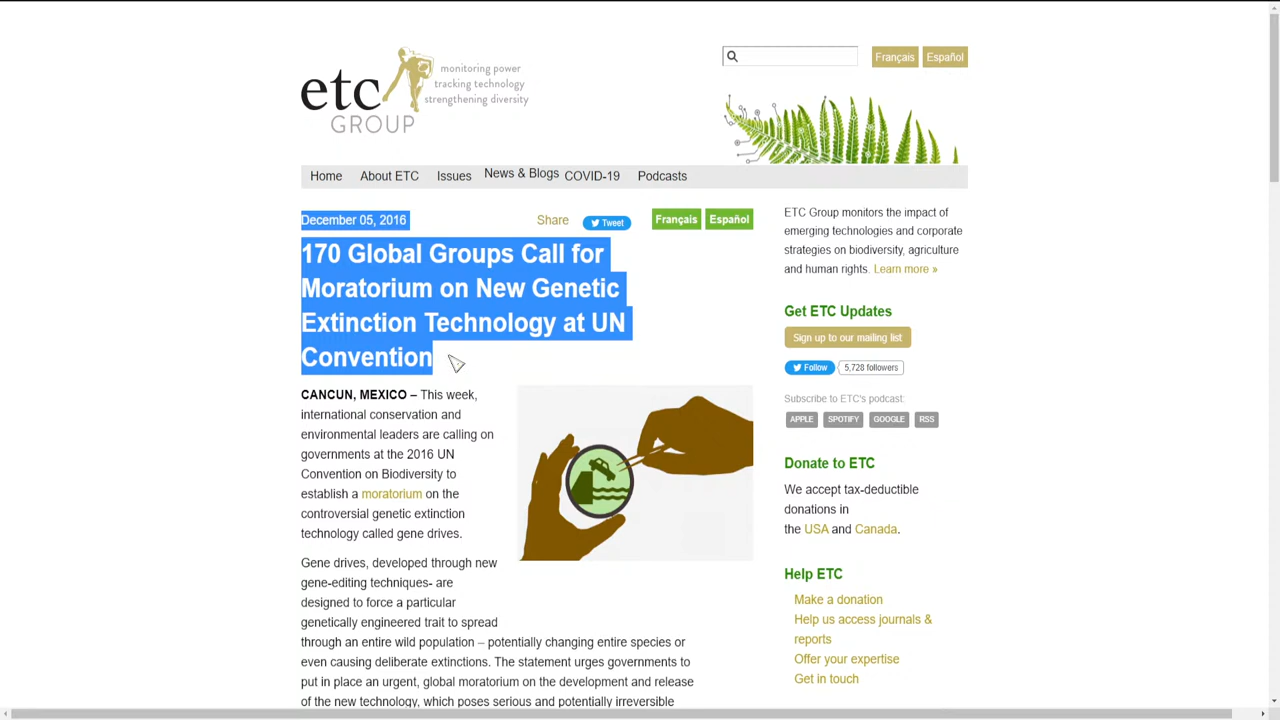 etc
GROUP
monitoring power
tracking technology
strengthening diversity
Français Español
Home About ETC Issues News & Blogs COVID-19 Podcasts
December 05, 2016 Share Tweet Français Español
170 Global Groups Call for
Moratorium on New Genetic
Extinction Technology at UN
Convention
CANCUN, MEXICO – This week,
international conservation and
environmental leaders are calling on
governments at the 2016 UN
Convention on Biodiversity to
establish a moratorium on the
controversial genetic extinction
technology called gene drives.
Gene drives, developed through new
gene-editing techniques- are
designed to force a particular
genetically engineered trait to spread
through an entire wild population – potentially changing entire species or
even causing deliberate extinctions. The statement urges governments to
put in place an urgent, global moratorium on the development and release
of the new technology, which poses serious and potentially irreversible
ETC Group monitors the impact of
emerging technologies and corporate
strategies on biodiversity, agriculture
and human rights. Learn more »
Get ETC Updates
Sign up to our mailing list
Follow 5,728 followers
Subscribe to ETC's podcast:
APPLE SPOTIFY GOOGLE RSS
Donate to ETC
We accept tax-deductible
donations in
the USA and Canada.
Help ETC
Make a donation
Help us access journals &
reports
Offer your expertise
Get in touch